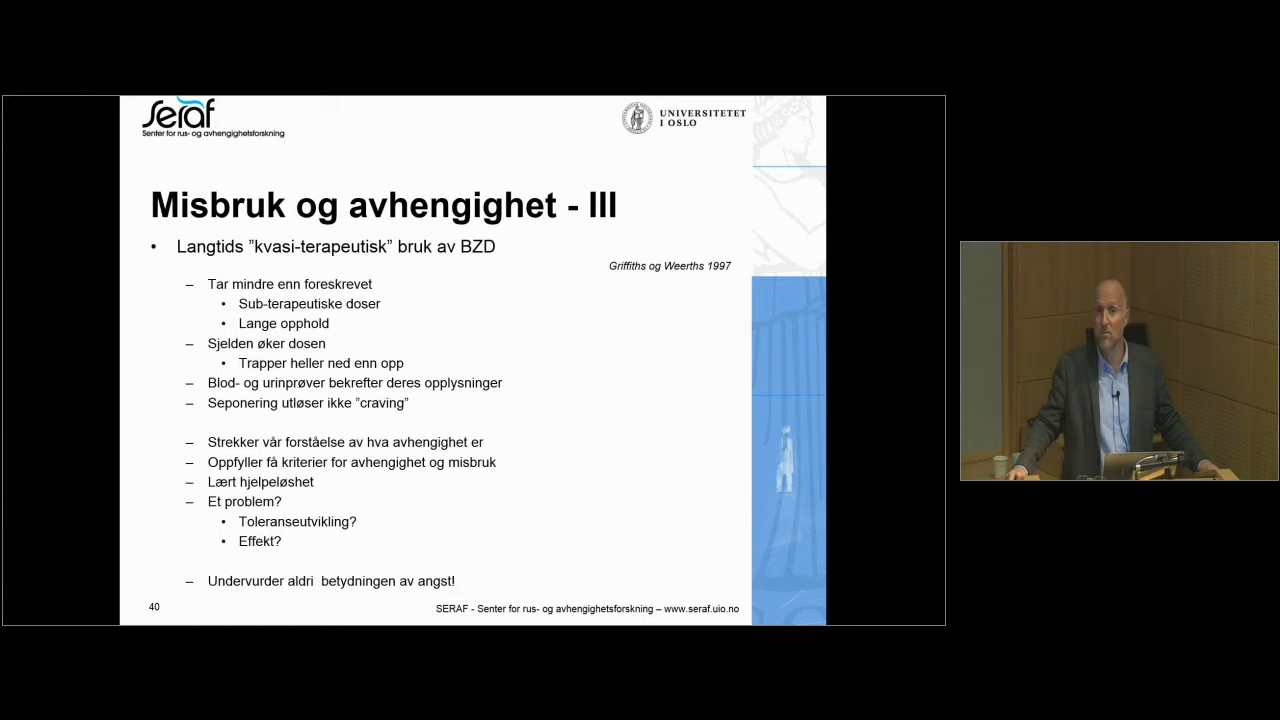 seraf
Senter for rus- og avhengighetsforskning
UNIVERSITETET
I OSLO
Misbruk og avhengighet - III
• Langtids ”kvasi-terapeutisk” bruk av BZD
Griffiths og Weerths 1997
– Tar mindre enn foreskrevet
• Sub-terapeutiske doser
• Lange opphold
– Sjelden øker dosen
• Trapper heller ned enn opp
– Blod- og urinprøver bekrefter deres opplysninger
– Seponering utløser ikke ”craving”
– Strekker vår forståelse av hva avhengighet er
– Oppfyller få kriterier for avhengighet og misbruk
– Lært hjelpeløshet
– Et problem?
• Toleranseutvikling?
• Effekt?
– Undervurder aldri betydningen av angst!
40
SERAF - Senter for rus- og avhengighetsforskning – www.seraf.uio.no